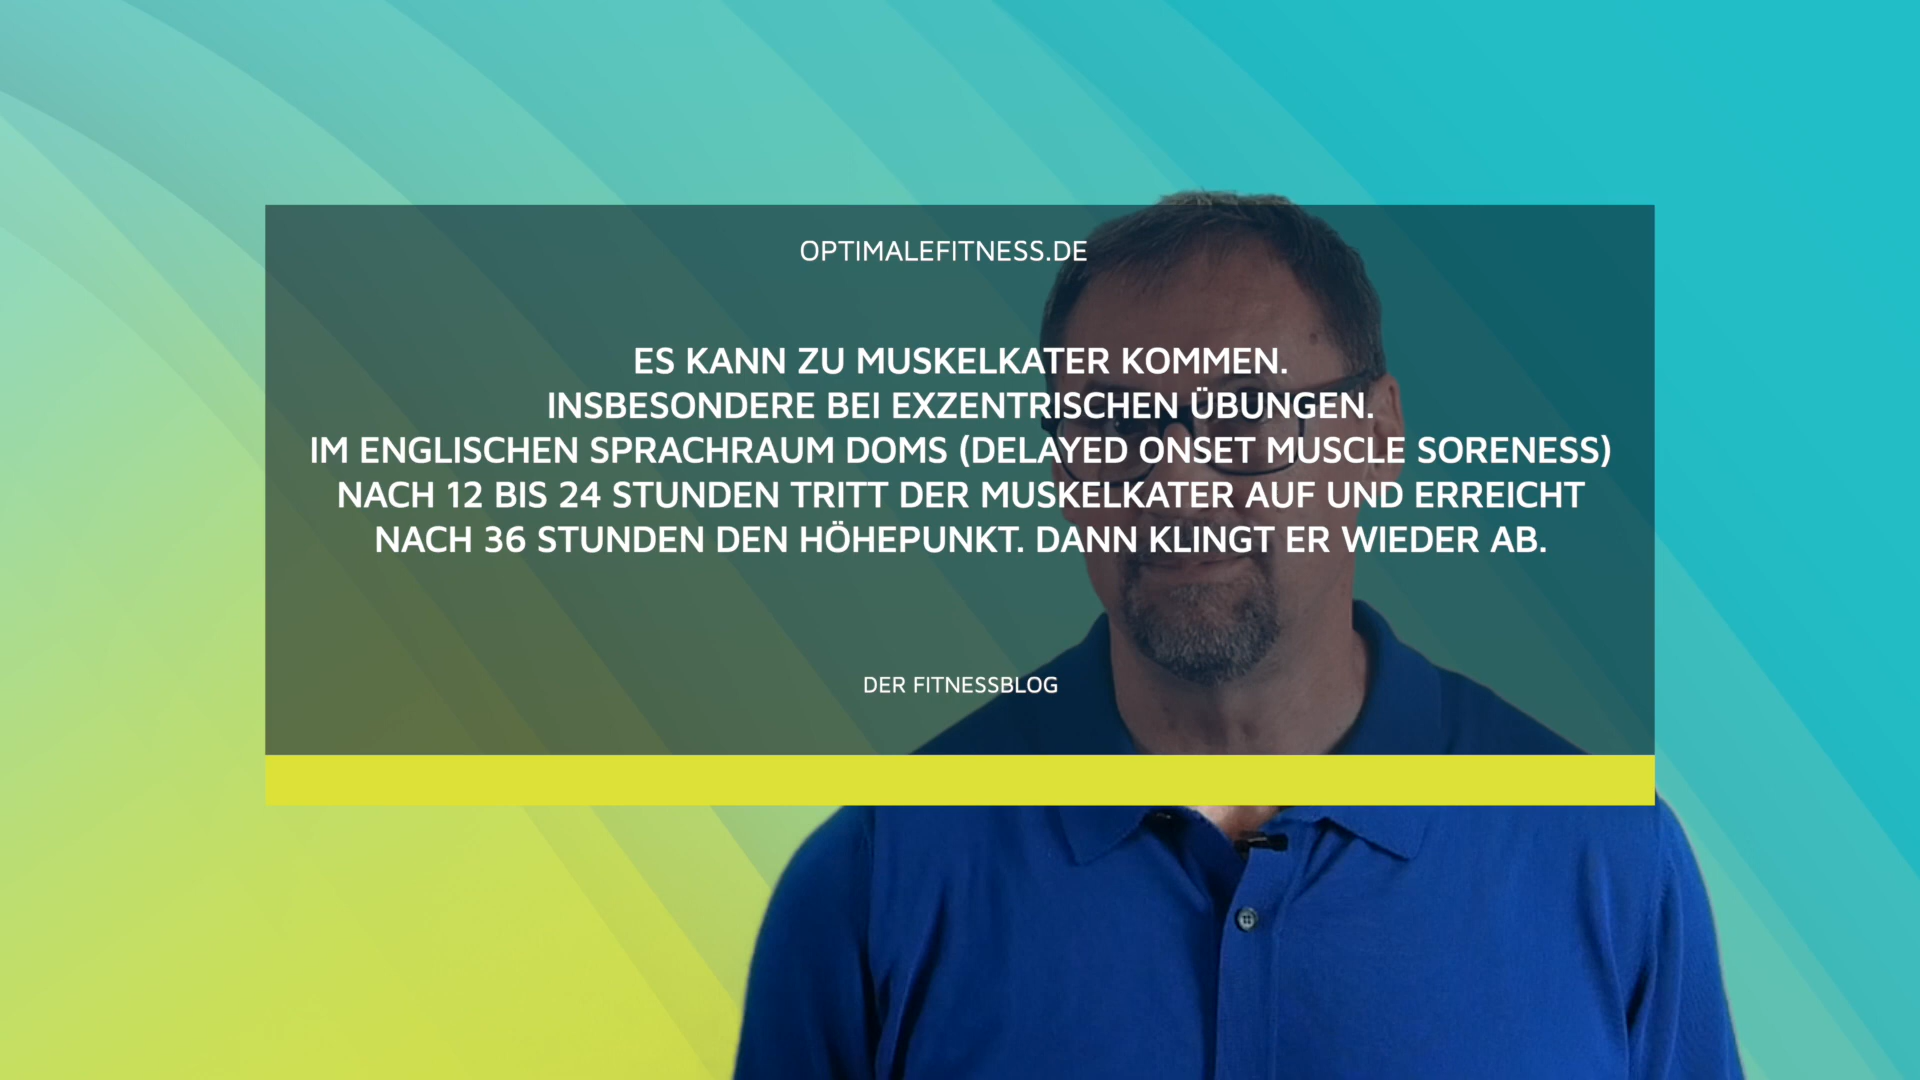 OPTIMALEFITNESS.DE
ES KANN ZU MUSKELKATER KOMMEN.
INSBESONDERE BEI EXZENTRISCHEN ÜBUNGEN.
IM ENGLISCHEN SPRACHRAUM DOMS (DELAYED ONSET MUSCLE SORENESS)
NACH 12 BIS 24 STUNDEN TRITT DER MUSKELKATER AUF UND ERREICHT
NACH 36 STUNDEN DEN HÖHEPUNKT. DANN KLINGT ER WIEDER AB.
DER FITNESSBLOG